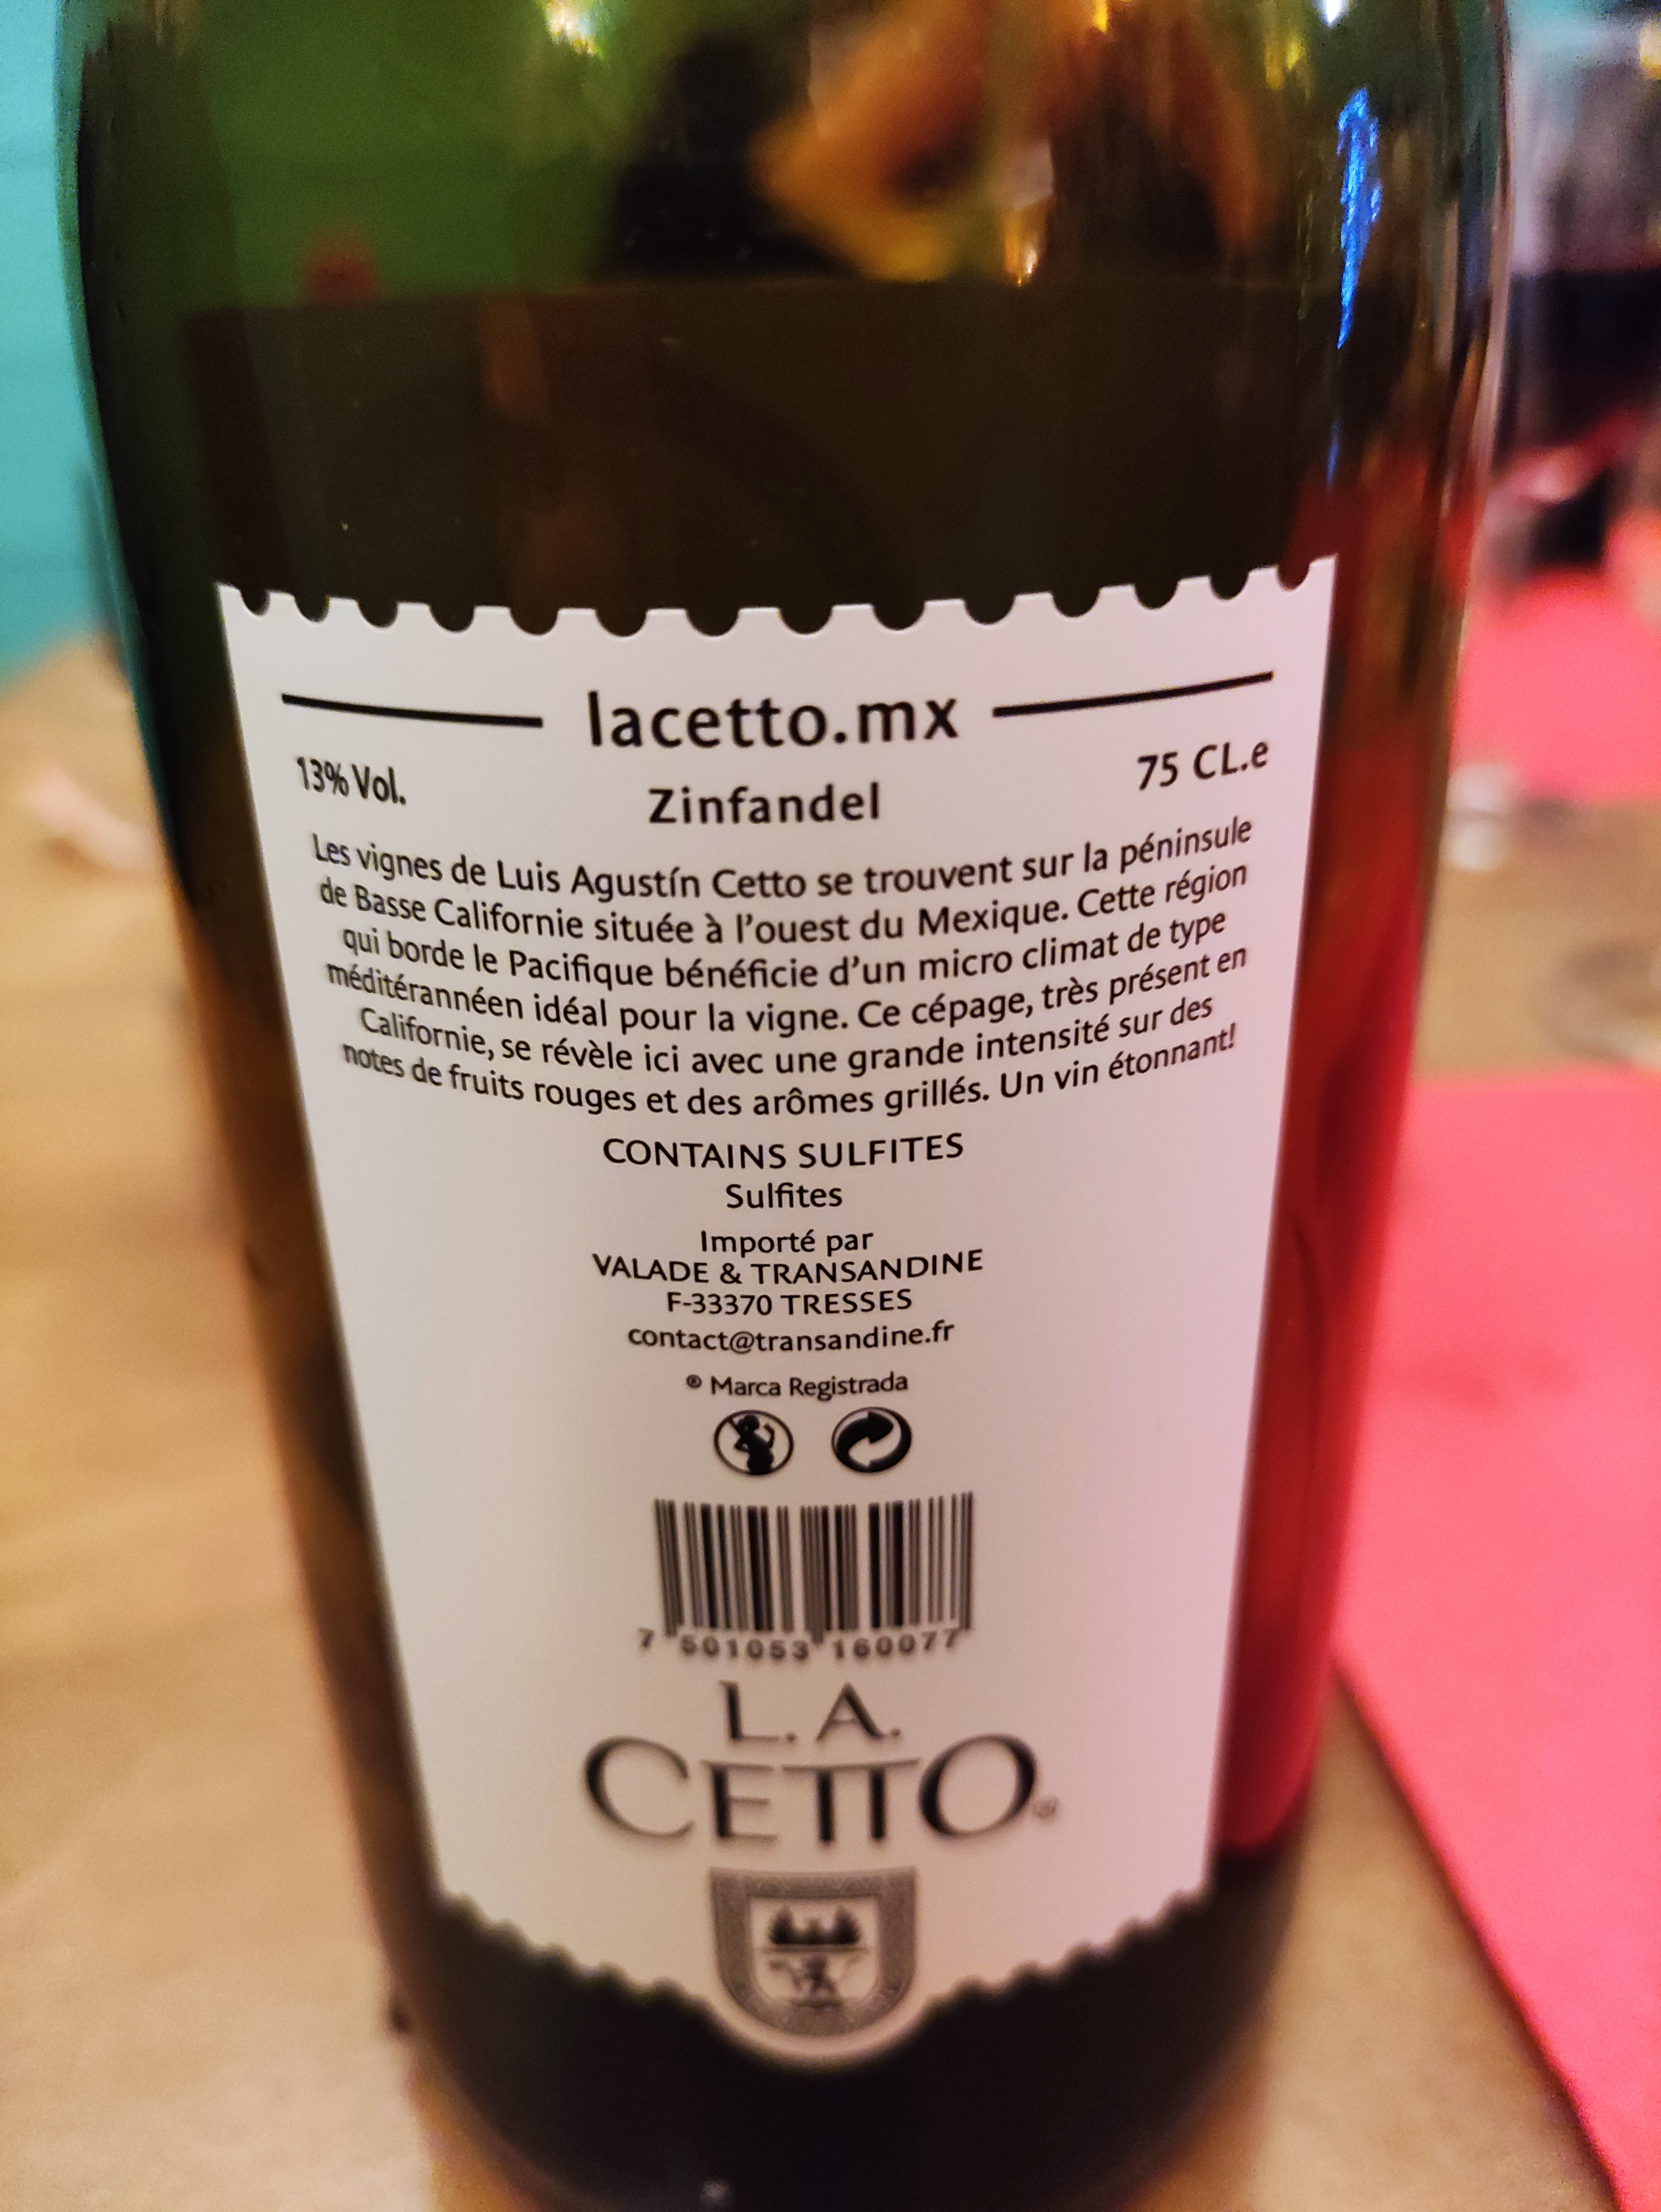 lacetto.mx
13% Vol.
75 CL.e
Zinfandel
Les vignes de Luis Agustín Cetto se trouvent sur la péninsule
de Basse Californie située à l'ouest du Mexique. Cette région
qui borde le Pacifique bénéficie d'un micro climat de type
méditérannéen idéal pour la vigne. Ce cépage, très présent en
Californie, se révèle ici avec une grande intensité sur des
notes de fruits rouges et des arômes grillés. Un vin étonnant!
CONTAINS SULFITES
Sulfites
Importé par
VALADE & TRANSANDINE
F-33370 TRESSES
contact@transandine.fr
® Marca Registrada
7 501053 160077
L.A.
CETTO®